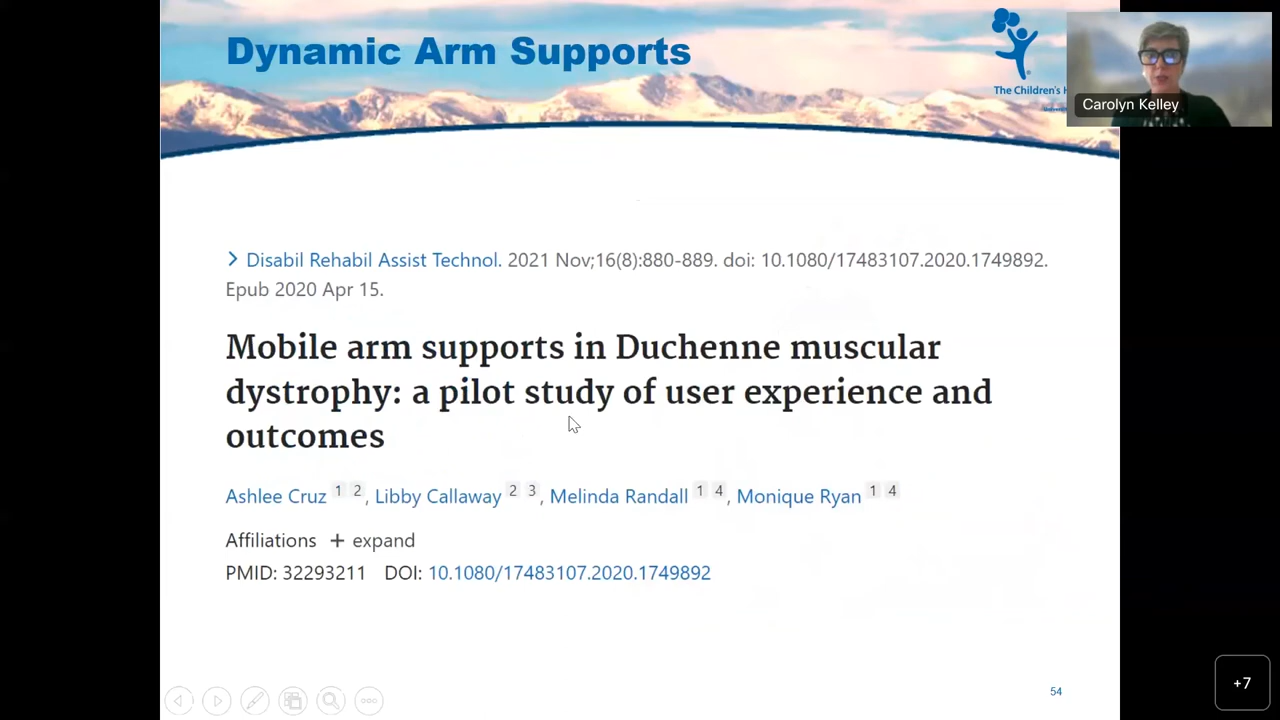 Dynamic Arm Supports
The Children's H
Carolyn Kelley
> Disabil Rehabil Assist Technol. 2021 Nov;16(8):880-889. doi: 10.1080/17483107.2020.1749892.
Epub 2020 Apr 15.
Mobile arm supports in Duchenne muscular
dystrophy: a pilot study of user experience and
outcomes
Ashlee Cruz 1 2, Libby Callaway 2 3, Melinda Randall 1 4, Monique Ryan 1 4
Affiliations + expand
PMID: 32293211 DOI: 10.1080/17483107.2020.1749892
54
+7